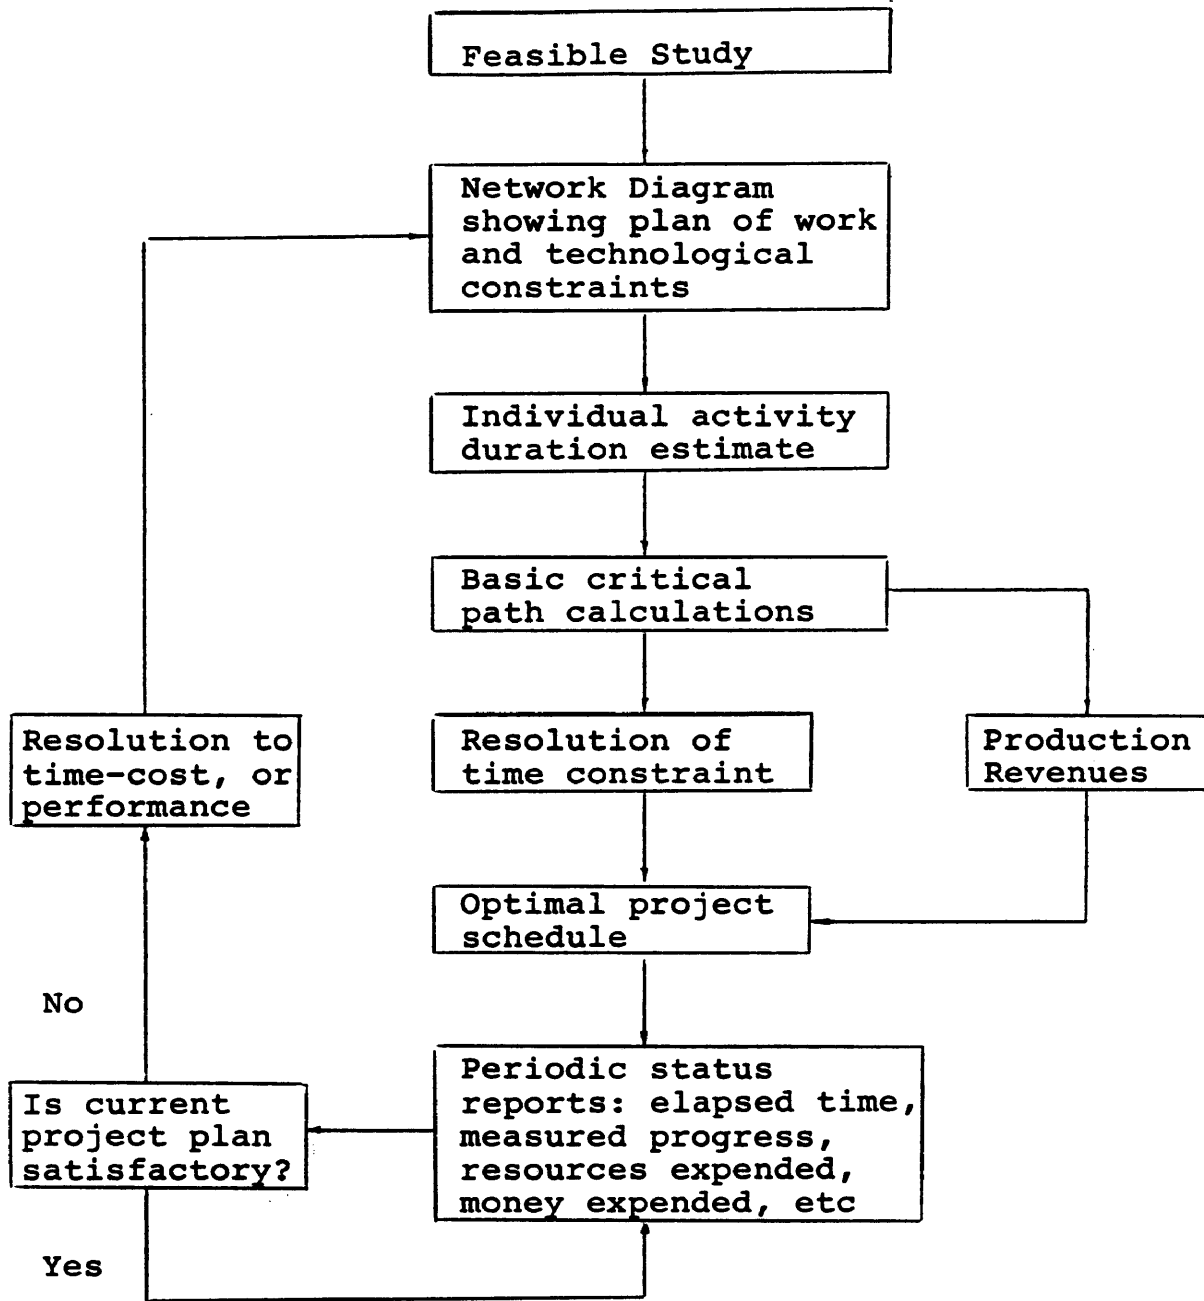 Feasible Study
Network Diagram
showing plan of work
and technological
constraints
Individual activity
duration estimate
Basic critical
path calculations
Resolution to
time-cost, or
performance
Resolution of
time constraint
Production
Revenues
Optimal project
schedule
No
Periodic status
reports: elapsed time,
measured progress,
resources expended,
money expended, etc
Is current
project plan
satisfactory?
Yes